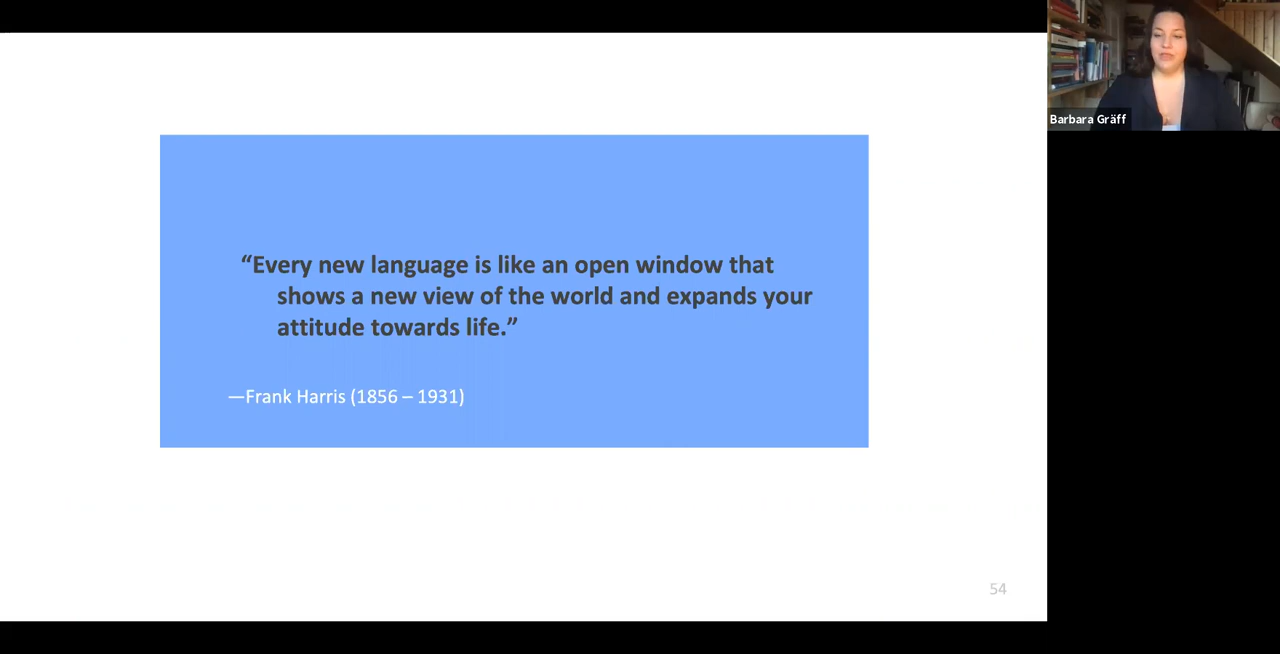 “Every new language is like an open window that
shows a new view of the world and expands your
attitude towards life.”
—Frank Harris (1856 – 1931)
54
Barbara Gräff